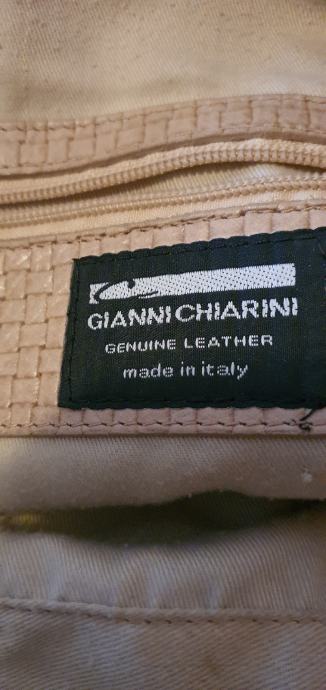 GIANNI CHIARINI
GENUINE LEATHER
made in italy